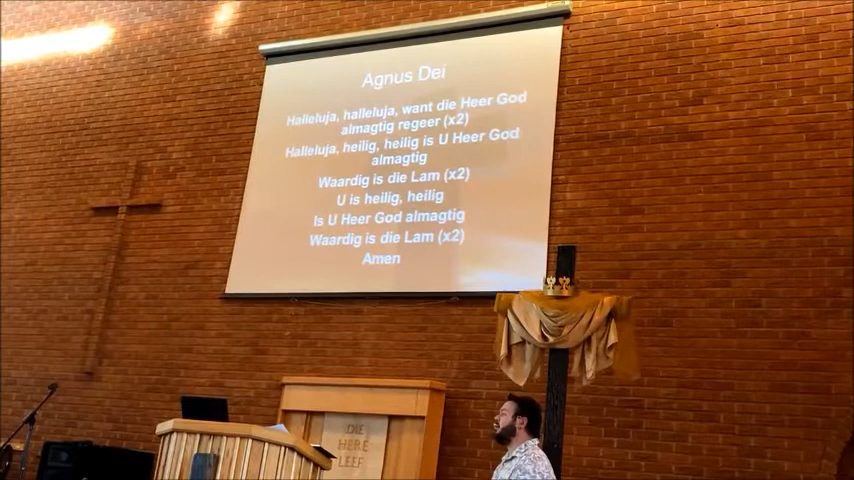 Agnus Dei
Halleluja, halleluja, want die Heer God
almagtig regeer (x2)
Halleluja, heilig, heilig is U Heer God
almagtig
Waardig is die Lam (x2)
U is heilig, heilig
Is U Heer God almagtig
Waardig is die Lam (x2)
Amen
DIE
HERE
LEEF